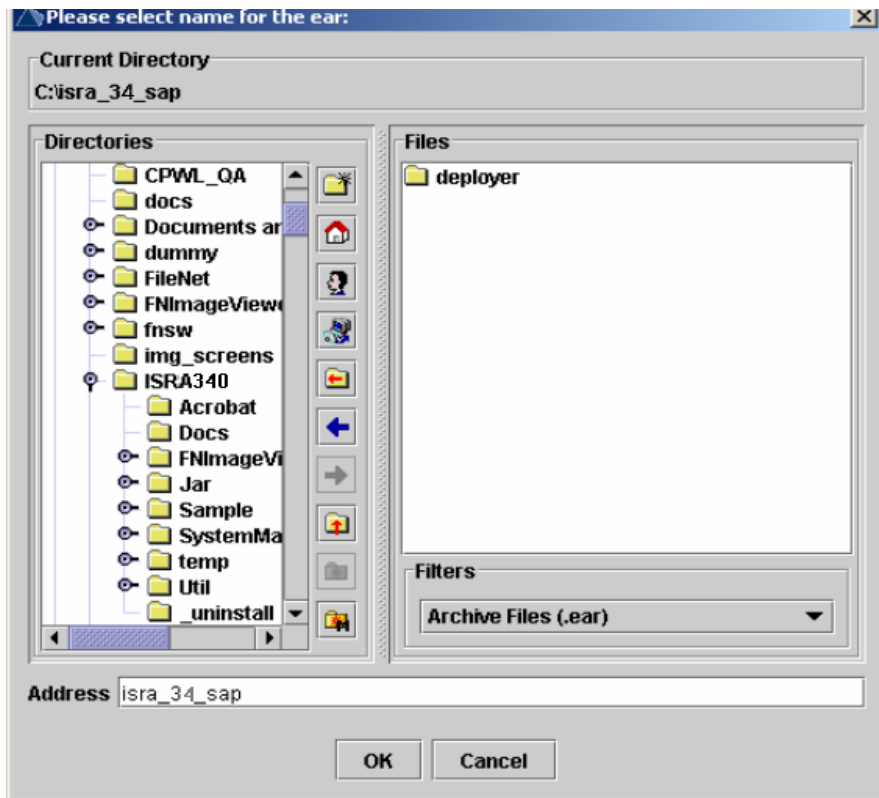 Please select name for the ear:
Current Directory
C:\isra_34_sap
Directories
CPWL_QA
docs
Documents ar
dummy
FileNet
FNImageViewe
fnsw
img_screens
ISRA340
Acrobat
Docs
FNImageVi
Jar
Sample
SystemMa
temp
Util
_uninstall
Files
deployer
Filters
Archive Files (.ear)
Address isra_34_sap
OK Cancel